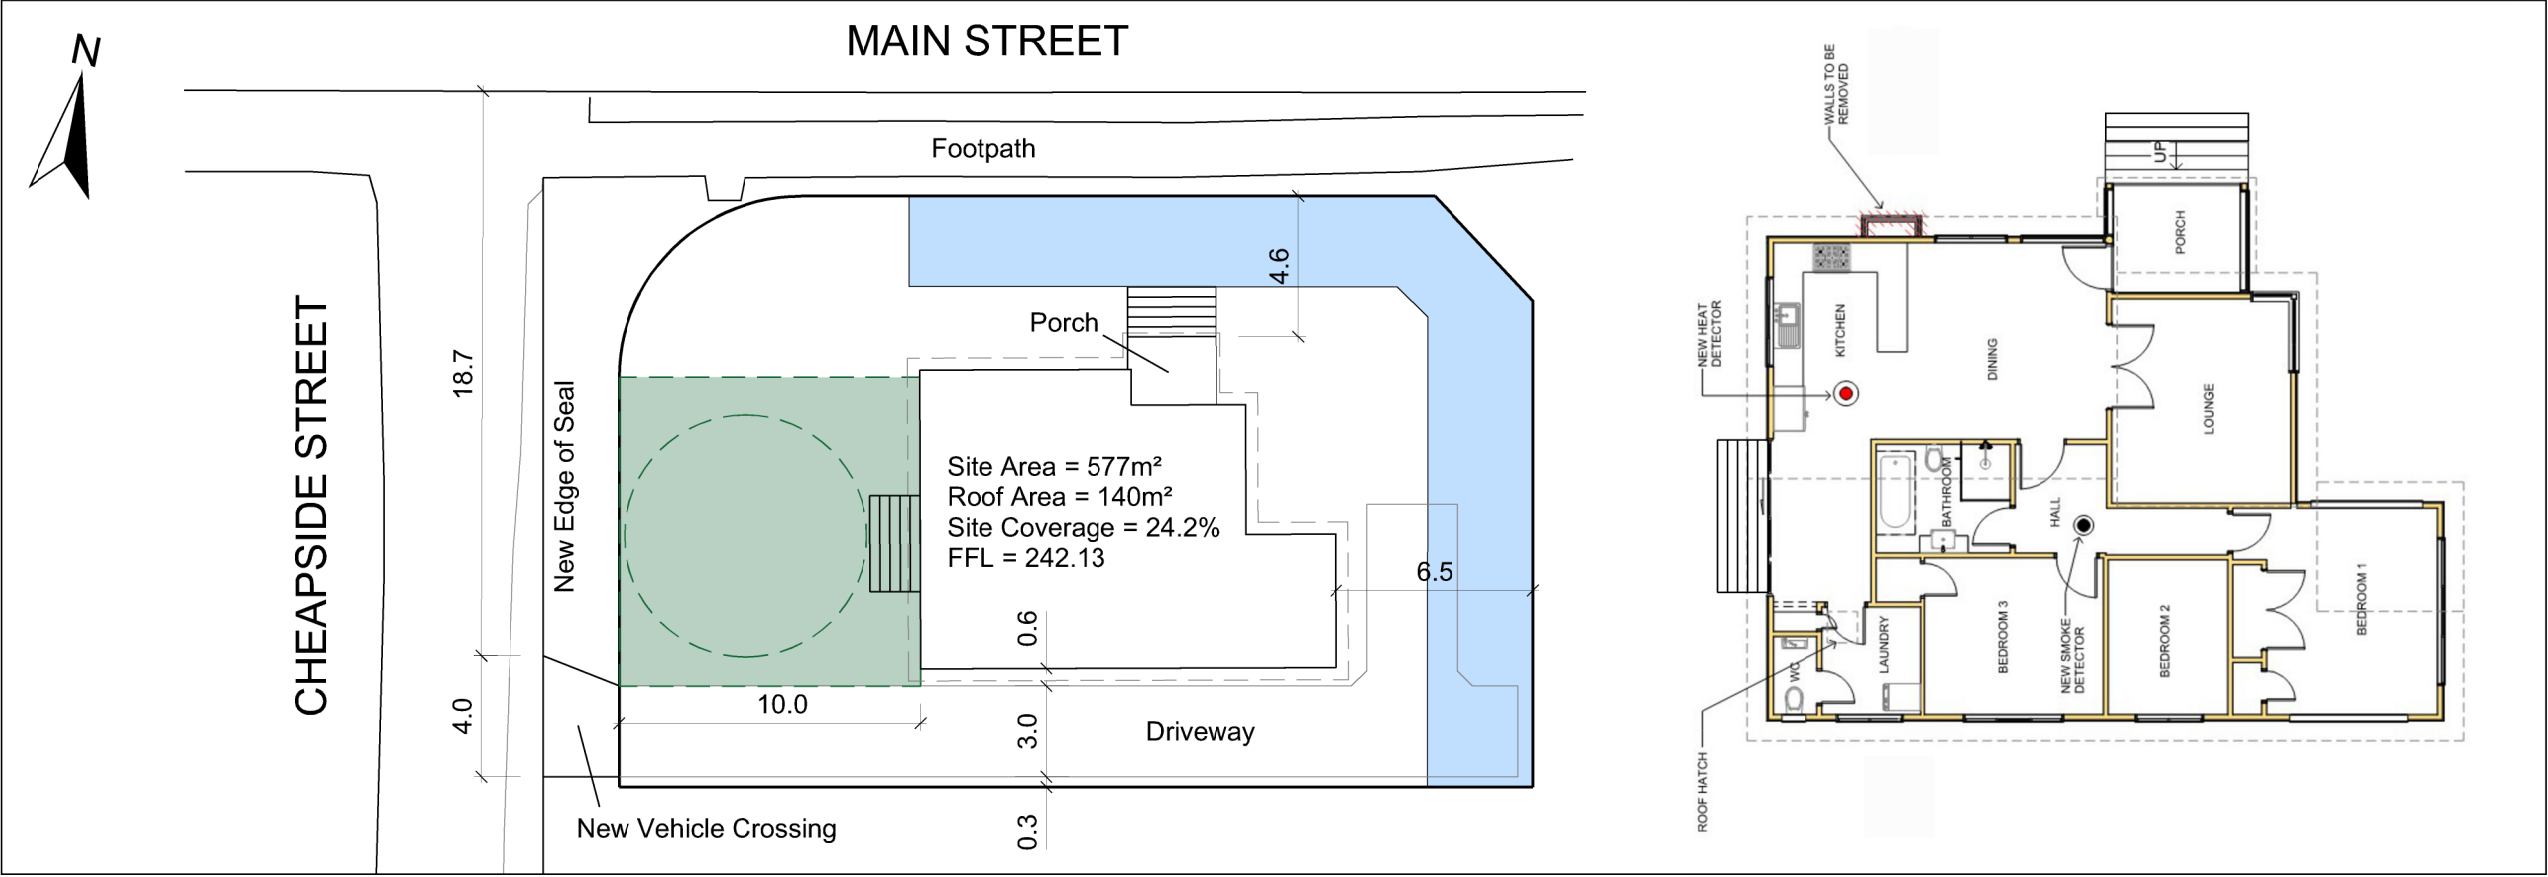 N
MAIN STREET
Footpath
CHEAPSIDE STREET
18.7
4.0
New Edge of Seal
4.6
Porch
Site Area = 577m²
Roof Area = 140m²
Site Coverage = 24.2%
FFL = 242.13
6.5
0.6
10.0
3.0
Driveway
New Vehicle Crossing
0.3
WALLS TO BE
REMOVED
UP
PORCH
NEW HEAT
DETECTOR
KITCHEN
DINING
LOUNGE
BATHROOM
HALL
BEDROOM 1
LAUNDRY
BEDROOM 3
NEW SMOKE
DETECTOR
BEDROOM 2
WC
ROOF HATCH